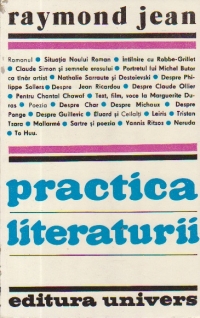 raymond jean
Romanul • Situația Noului Roman • Întîlnire cu Robbe-Grillet
• Claude Simon și semnele erosului • Portretul lui Michel Butor
ca tînăr artist • Nathalie Sarraute și Dostoievski • Despre Phi-
lippe Sollers • Despre Jean Ricardou • Despre Claude Ollier
• Pentru Chantal Chawaf • Text, film, voce la Marguerite Du-
ras • Poezia • Despre Char • Despre Michaux • Despre
Ponge • Despre Guillevic • Eluard și Ceilalți • Leiris • Tristan
Tzara • Mallarmé • Sartre și poezia • Yannis Ritsos • Neruda
• To Huu.
practica
literaturii
editura univers